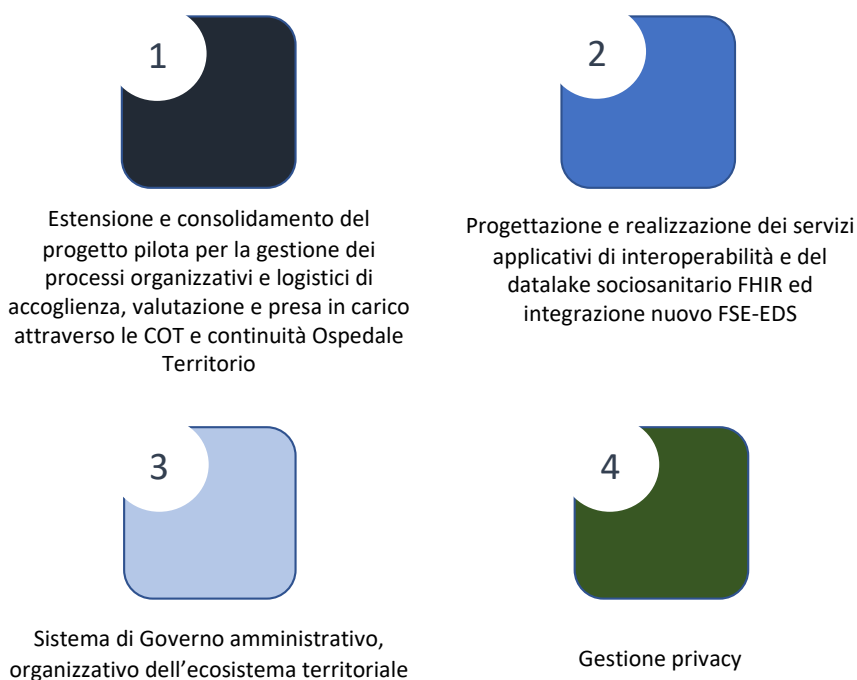 1
Estensione e consolidamento del
progetto pilota per la gestione dei
processi organizzativi e logistici di
accoglienza, valutazione e presa in carico
attraverso le COT e continuità Ospedale
Territorio
2
Progettazione e realizzazione dei servizi
applicativi di interoperabilità e del
datalake sociosanitario FHIR ed
integrazione nuovo FSE-EDS
3
Sistema di Governo amministrativo,
organizzativo dell'ecosistema territoriale
4
Gestione privacy